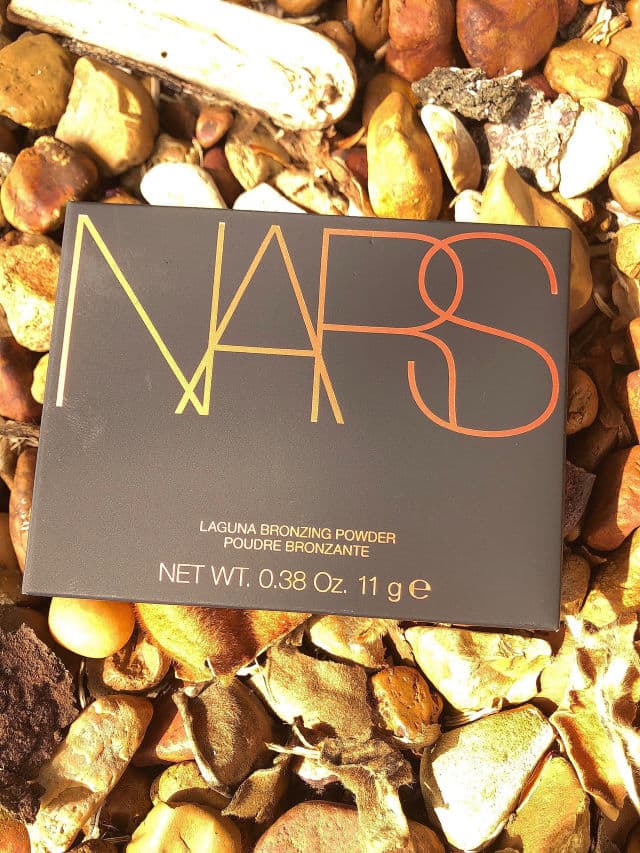 NARS
LAGUNA BRONZING POWDER
POUDRE BRONZANTE
NET WT. 0.38 Oz. 11 g ℮